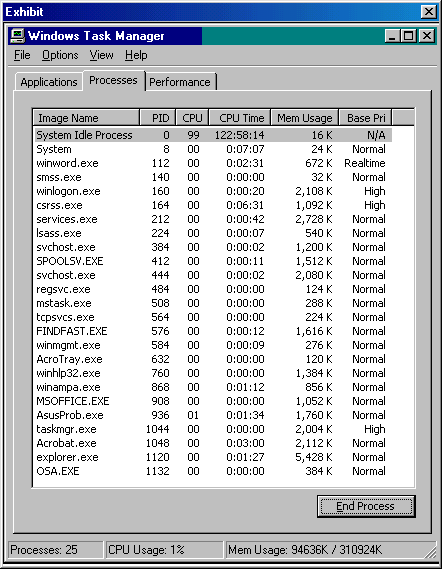 Exhibit
Windows Task Manager
File Options View Help
Applications Processes Performance
Image Name PID CPU CPU Time Mem Usage Base Pri
System Idle Process 0 99 122:58:14 16 K N/A
System 8 00 0:07:07 24 K Normal
winword.exe 112 00 0:02:31 672 K Realtime
smss.exe 140 00 0:00:00 32 K Normal
winlogon.exe 160 00 0:00:20 2,108 K High
csrss.exe 164 00 0:06:31 1,092 K High
services.exe 212 00 0:00:42 2,728 K Normal
lsass.exe 224 00 0:00:07 540 K Normal
svchost.exe 384 00 0:00:02 1,200 K Normal
SPOOLSV.EXE 412 00 0:00:11 1,512 K Normal
svchost.exe 444 00 0:00:02 2,080 K Normal
regsvc.exe 484 00 0:00:00 124 K Normal
mstask.exe 508 00 0:00:00 288 K Normal
tcpsvcs.exe 564 00 0:00:00 224 K Normal
FINDFAST.EXE 576 00 0:00:12 1,616 K Normal
winmgmt.exe 584 00 0:00:09 276 K Normal
AcroTray.exe 632 00 0:00:00 120 K Normal
winhlp32.exe 760 00 0:00:00 1,384 K Normal
winampa.exe 868 00 0:01:12 856 K Normal
MSOFFICE.EXE 908 00 0:00:00 1,052 K Normal
AsusProb.exe 936 01 0:01:34 1,760 K Normal
taskmgr.exe 1044 00 0:00:00 2,004 K High
Acrobat.exe 1048 00 0:03:00 2,112 K Normal
explorer.exe 1120 00 0:01:27 5,428 K Normal
OSA.EXE 1132 00 0:00:00 384 K Normal
End Process
Processes: 25 CPU Usage: 1% Mem Usage: 94636K / 310924K